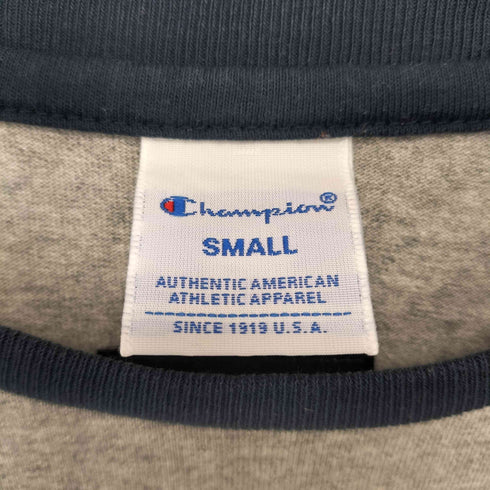 Champion®
SMALL
AUTHENTIC AMERICAN
ATHLETIC APPAREL
SINCE 1919 U.S.A.